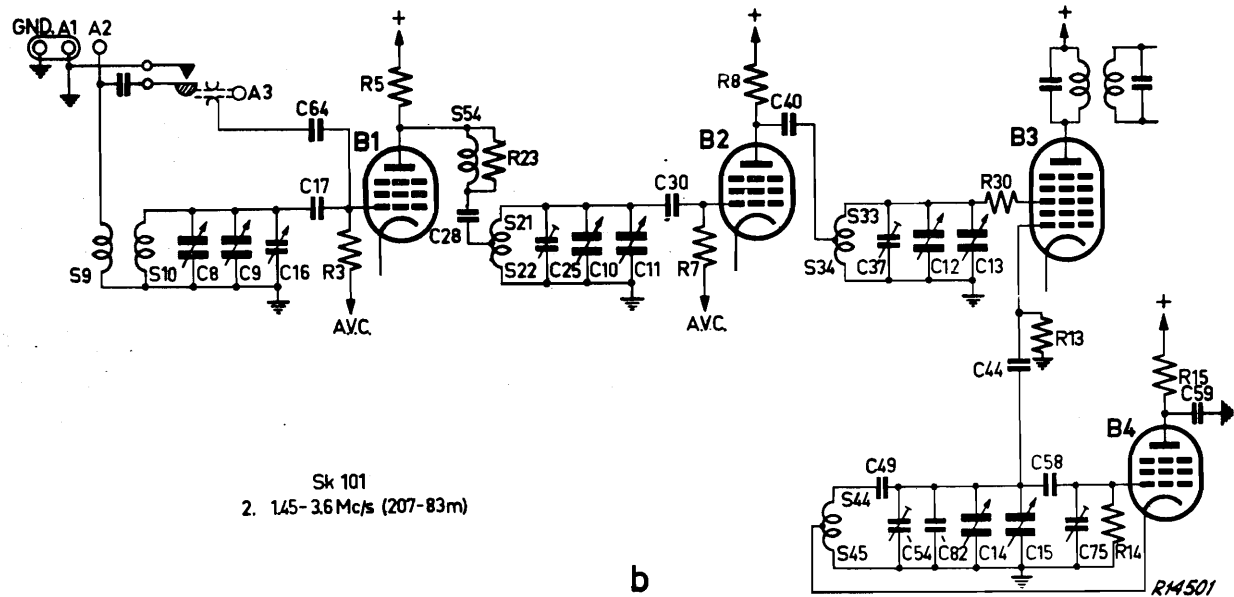 GND. A1 A2
A3
C64
B1
R5
S54
R23
C17
S9
S10
C8
C9
C16
R3
A.V.C.
C28
S21
S22
C25
C10
C11
C30
R7
A.V.C.
R8
C40
B2
S33
S34
C37
C12
C13
R30
B3
R13
C44
R15
C59
B4
C49
C58
S44
S45
C54
C82
C14
C15
C75
R14
+
+
+
+
Sk 101
2. 1.45-3.6 Mc/s (207-83m)
b
R14501